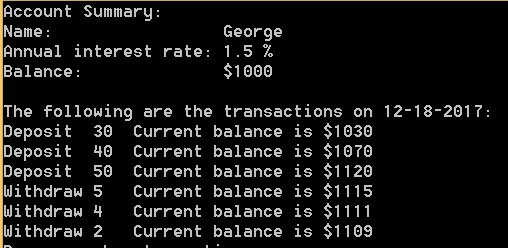 Account Summary:
Name: George
Annual interest rate: 1.5 %
Balance: $1000
The following are the transactions on 12-18-2017:
Deposit 30 Current balance is $1030
Deposit 40 Current balance is $1070
Deposit 50 Current balance is $1120
Withdraw 5 Current balance is $1115
Withdraw 4 Current balance is $1111
Withdraw 2 Current balance is $1109